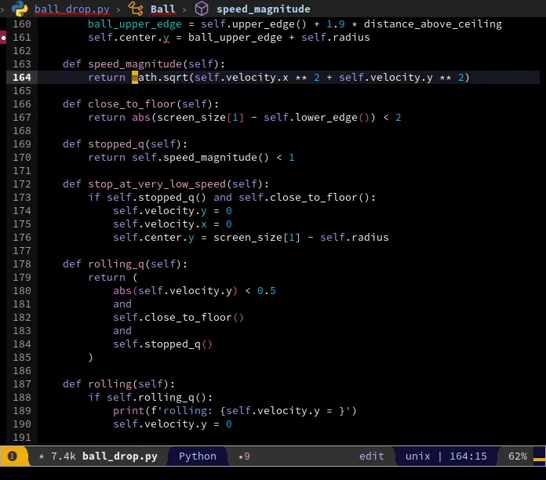 ball_drop.py > Ball > speed_magnitude
160 ball_upper_edge = self.upper_edge() + 1.9 * distance_above_ceiling
161 self.center.y = ball_upper_edge + self.radius
162
163 def speed_magnitude(self):
164 return math.sqrt(self.velocity.x ** 2 + self.velocity.y ** 2)
165
166 def close_to_floor(self):
167 return abs(screen_size[1] - self.lower_edge()) < 2
168
169 def stopped_q(self):
170 return self.speed_magnitude() < 1
171
172 def stop_at_very_low_speed(self):
173 if self.stopped_q() and self.close_to_floor():
174 self.velocity.y = 0
175 self.velocity.x = 0
176 self.center.y = screen_size[1] - self.radius
177
178 def rolling_q(self):
179 return (
180 abs(self.velocity.y) < 0.5
181 and
182 self.close_to_floor()
183 and
184 self.stopped_q()
185 )
186
187 def rolling(self):
188 if self.rolling_q():
189 print(f'rolling: {self.velocity.y = }')
190 self.velocity.y = 0
191
1 * 7.4k ball_drop.py Python •9 edit unix | 164:15 62%